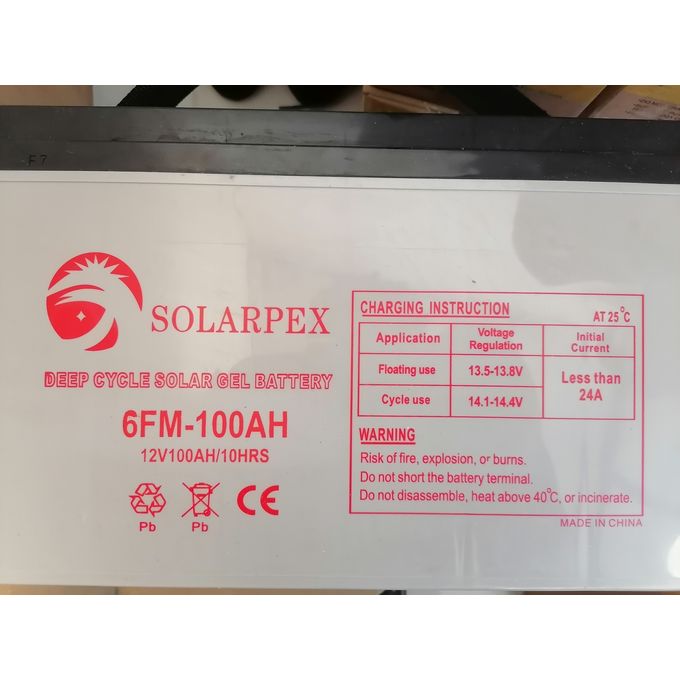 F7
SOLARPEX
DEEP CYCLE SOLAR GEL BATTERY
6FM-100AH
12V100AH/10HRS
Pb
Pb
CE
CHARGING INSTRUCTION
AT 25°C
Application
Voltage Regulation
Initial Current
Floating use
13.5-13.8V
Less than 24A
Cycle use
14.1-14.4V
WARNING
Risk of fire, explosion, or burns.
Do not short the battery terminal.
Do not disassemble, heat above 40°C, or incinerate.
MADE IN CHINA